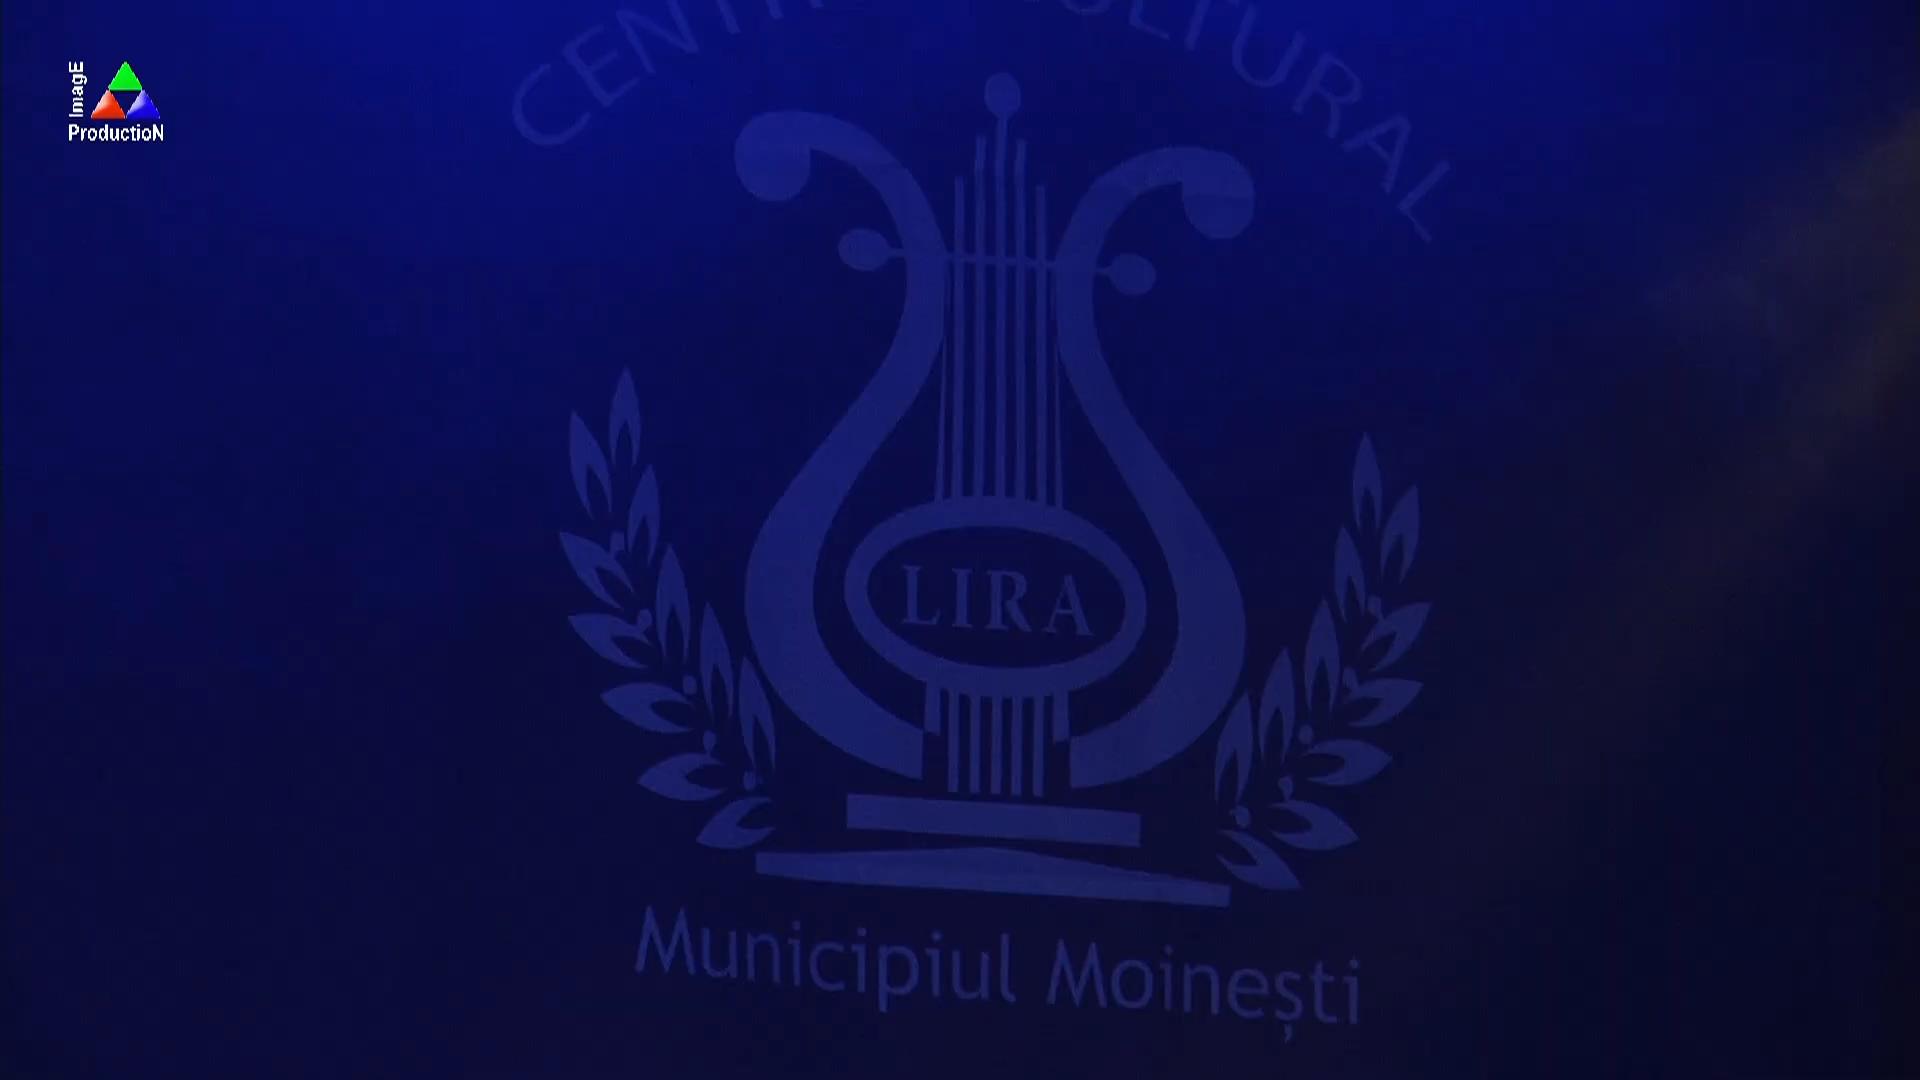 ImagE
ProductioN
CENTRUL CULTURAL
LIRA
Municipiul Moinești